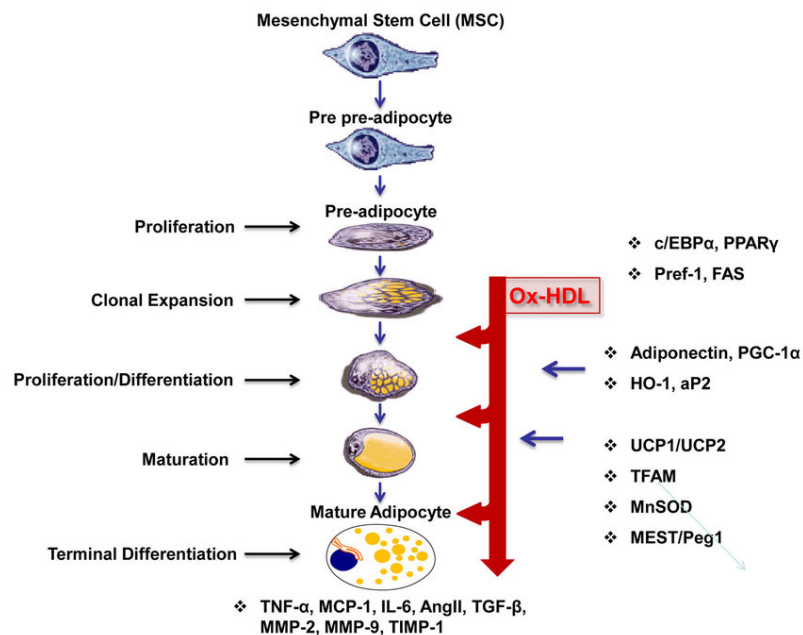 Mesenchymal Stem Cell (MSC)
Pre pre-adipocyte
Pre-adipocyte
Proliferation
❖ c/EBPα, PPARγ
❖ Pref-1, FAS
Ox-HDL
Clonal Expansion
❖ Adiponectin, PGC-1α
❖ HO-1, aP2
Proliferation/Differentiation
❖ UCP1/UCP2
❖ TFAM
❖ MnSOD
❖ MEST/Peg1
Maturation
Mature Adipocyte
Terminal Differentiation
❖ TNF-α, MCP-1, IL-6, AngII, TGF-β,
MMP-2, MMP-9, TIMP-1